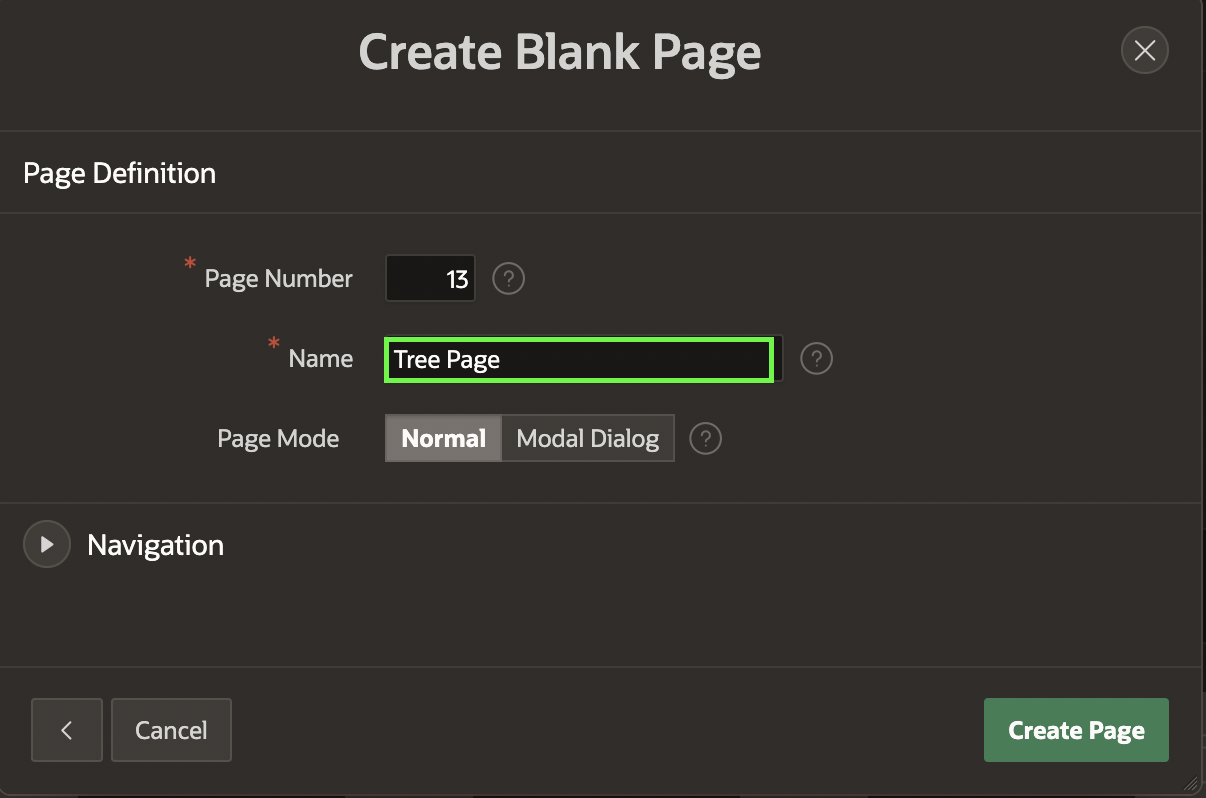 Create Blank Page
Page Definition
* Page Number 13 ?
* Name Tree Page ?
Page Mode Normal Modal Dialog ?
Navigation
Cancel Create Page